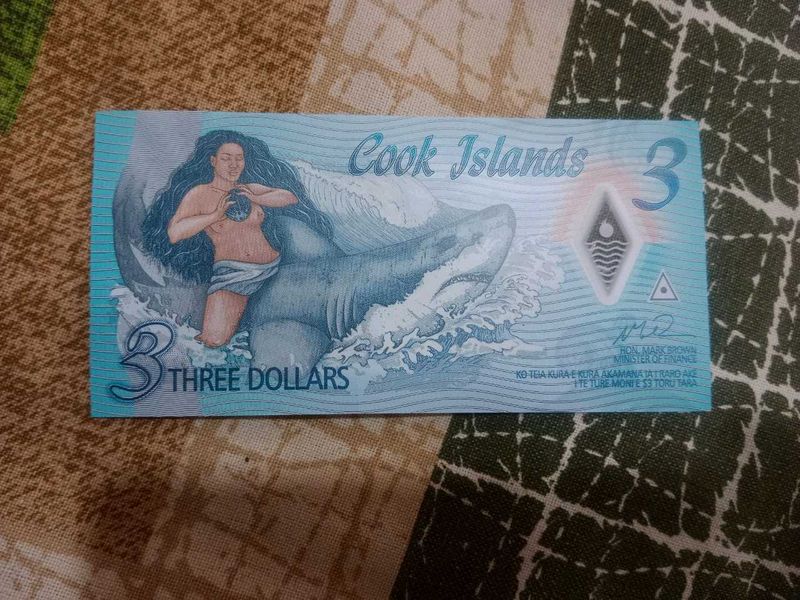 Cook Islands
3
3
THREE DOLLARS
HON. MARK BROWN
MINISTER OF FINANCE
KO TEIA KURA E KURA AKAMANA'IA'I RARO AKE
I TE TURE MONI E $3 TORU TARA